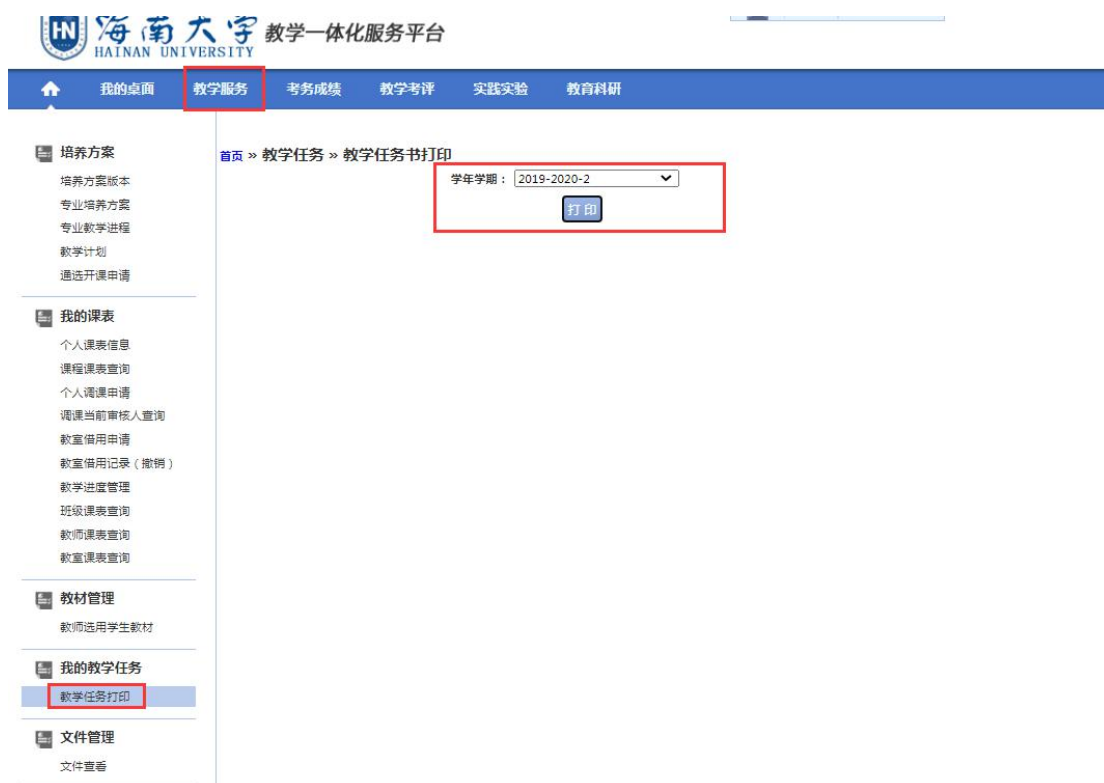 HN 海南大学 教学一体化服务平台
HAINAN UNIVERSITY
我的桌面 教学服务 考务成绩 教学考评 实践实验 教育科研
首页 » 教学任务 » 教学任务书打印
学年学期： 2019-2020-2
打印
培养方案
培养方案版本
专业培养方案
专业教学进程
教学计划
通选开课申请
我的课表
个人课表信息
课程课表查询
个人调课申请
调课当前审核人查询
教室借用申请
教室借用记录（撤销）
教学进度管理
班级课表查询
教师课表查询
教室课表查询
教材管理
教师选用学生教材
我的教学任务
教学任务打印
文件管理
文件查看